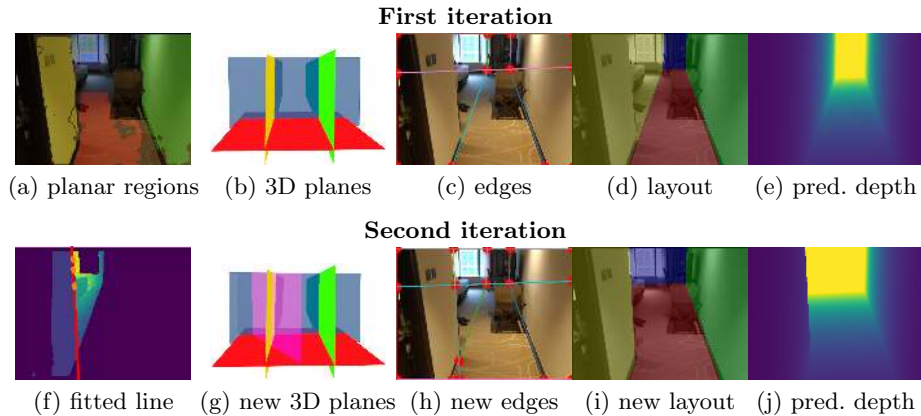 First iteration
(a) planar regions (b) 3D planes (c) edges (d) layout (e) pred. depth
Second iteration
(f) fitted line (g) new 3D planes (h) new edges (i) new layout (j) pred. depth